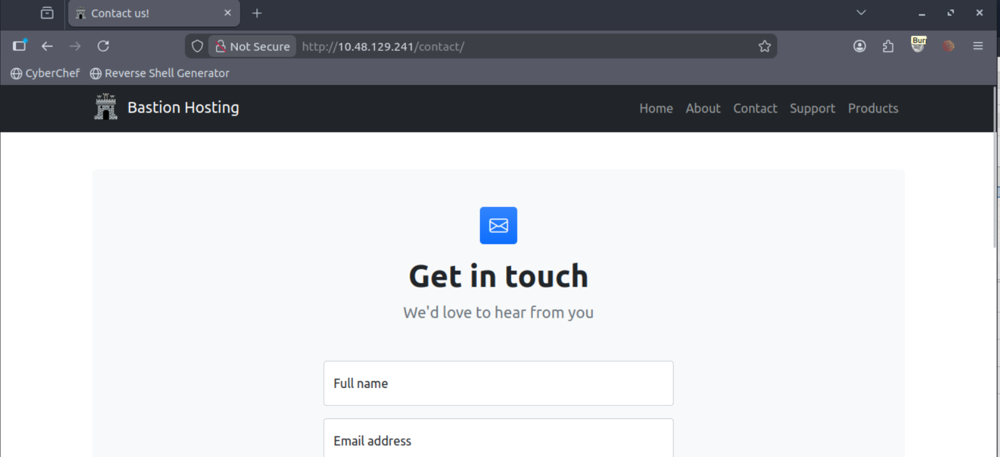 Contact us!
Not Secure http://10.48.129.241/contact/
Bur
CyberChef Reverse Shell Generator
Bastion Hosting Home About Contact Support Products
Get in touch
We'd love to hear from you
Full name
Email address